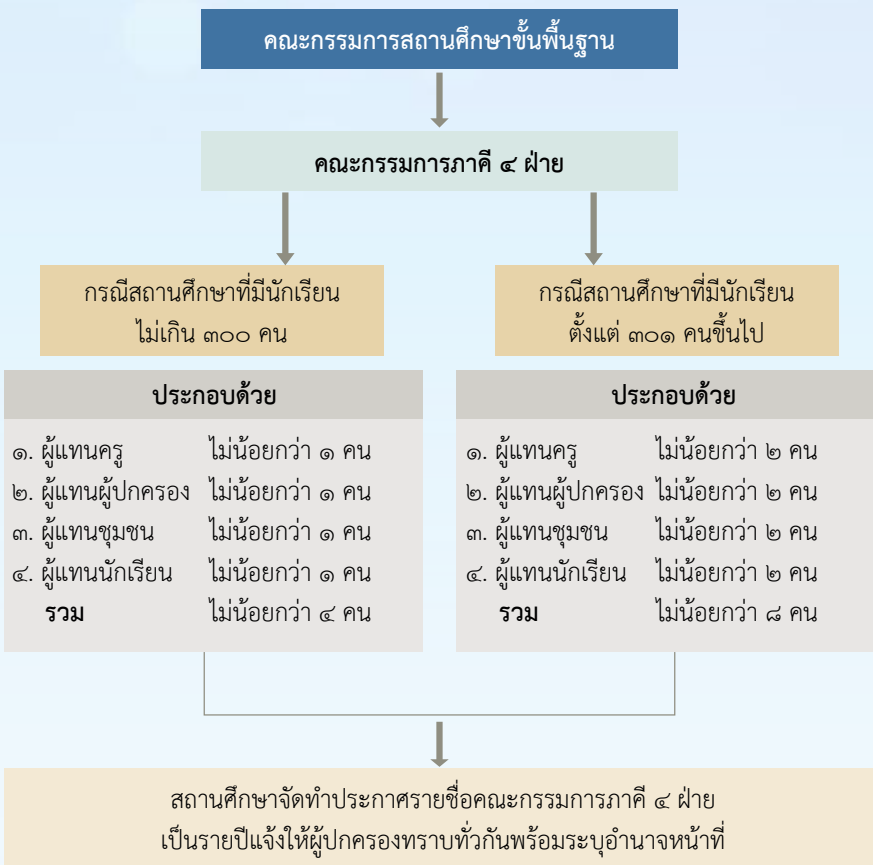 คณะกรรมการสถานศึกษาขั้นพื้นฐาน
คณะกรรมการภาคี ๔ ฝ่าย
กรณีสถานศึกษาที่มีนักเรียน
ไม่เกิน ๓๐๐ คน
ประกอบด้วย
๑. ผู้แทนครู ไม่น้อยกว่า ๑ คน
๒. ผู้แทนผู้ปกครอง ไม่น้อยกว่า ๑ คน
๓. ผู้แทนชุมชน ไม่น้อยกว่า ๑ คน
๔. ผู้แทนนักเรียน ไม่น้อยกว่า ๑ คน
รวม ไม่น้อยกว่า ๔ คน
กรณีสถานศึกษาที่มีนักเรียน
ตั้งแต่ ๓๐๑ คนขึ้นไป
ประกอบด้วย
๑. ผู้แทนครู ไม่น้อยกว่า ๒ คน
๒. ผู้แทนผู้ปกครอง ไม่น้อยกว่า ๒ คน
๓. ผู้แทนชุมชน ไม่น้อยกว่า ๒ คน
๔. ผู้แทนนักเรียน ไม่น้อยกว่า ๒ คน
รวม ไม่น้อยกว่า ๘ คน
สถานศึกษาจัดทำประกาศรายชื่อคณะกรรมการภาคี ๔ ฝ่าย
เป็นรายปีแจ้งให้ผู้ปกครองทราบทั่วกันพร้อมระบุอำนาจหน้าที่